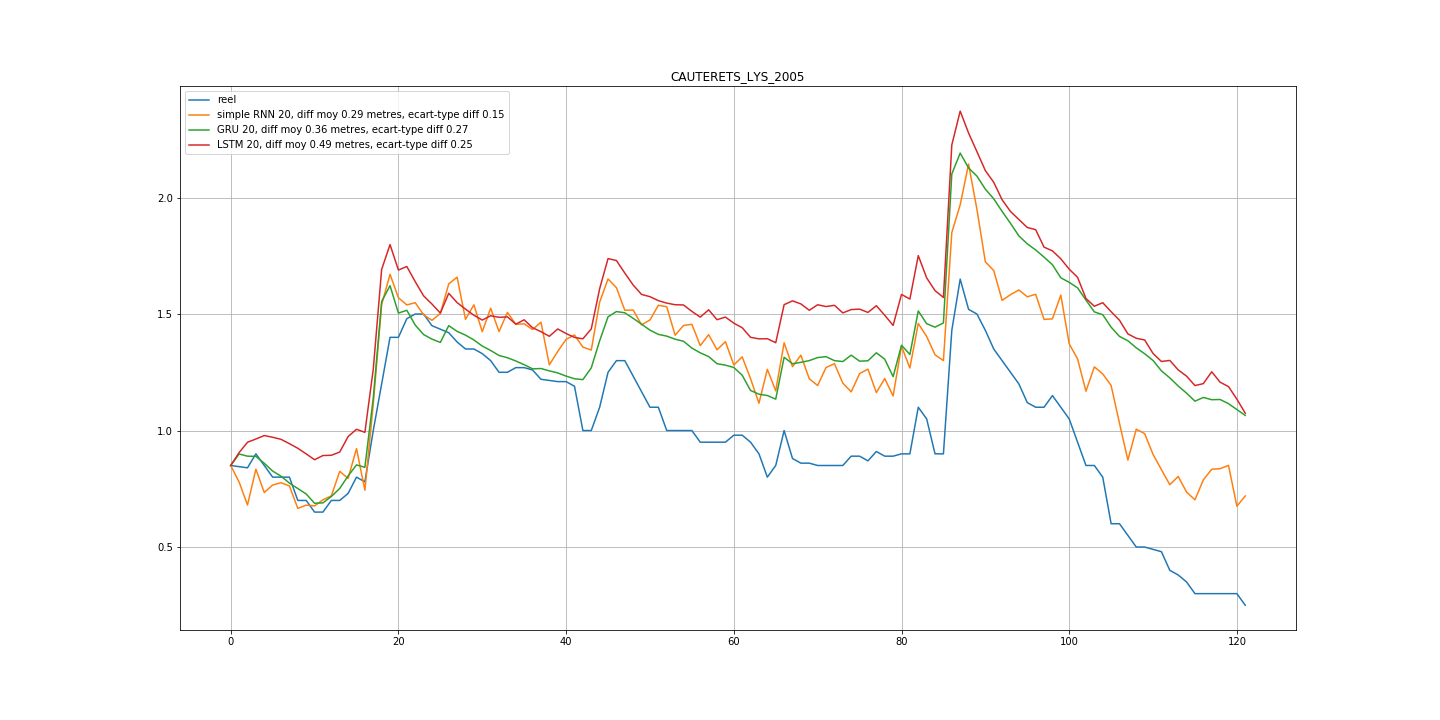 CAUTERETS_LYS_2005
reel
simple RNN 20, diff moy 0.29 metres, ecart-type diff 0.15
GRU 20, diff moy 0.36 metres, ecart-type diff 0.27
LSTM 20, diff moy 0.49 metres, ecart-type diff 0.25
2.0
1.5
1.0
0.5
0 20 40 60 80 100 120